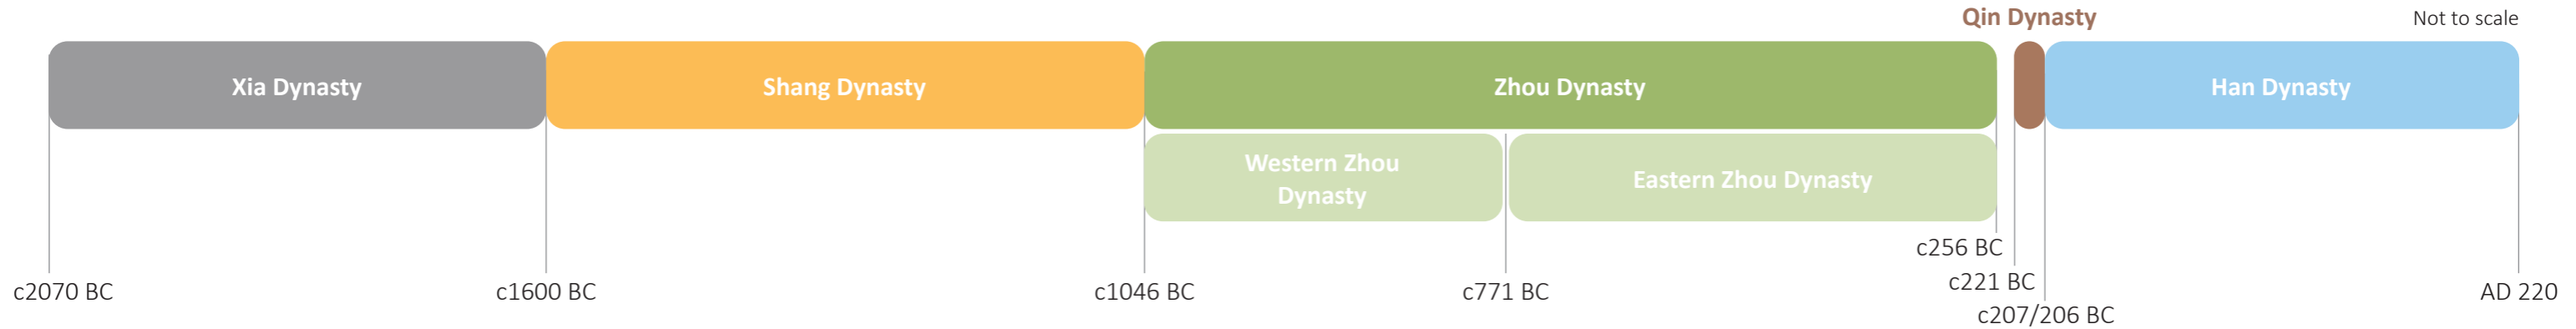 Qin Dynasty
Not to scale
Xia Dynasty
Shang Dynasty
Zhou Dynasty
Han Dynasty
Western Zhou
Dynasty
Eastern Zhou Dynasty
c256 BC
c221 BC
c2070 BC
c1600 BC
c1046 BC
c771 BC
AD 220
c207/206 BC